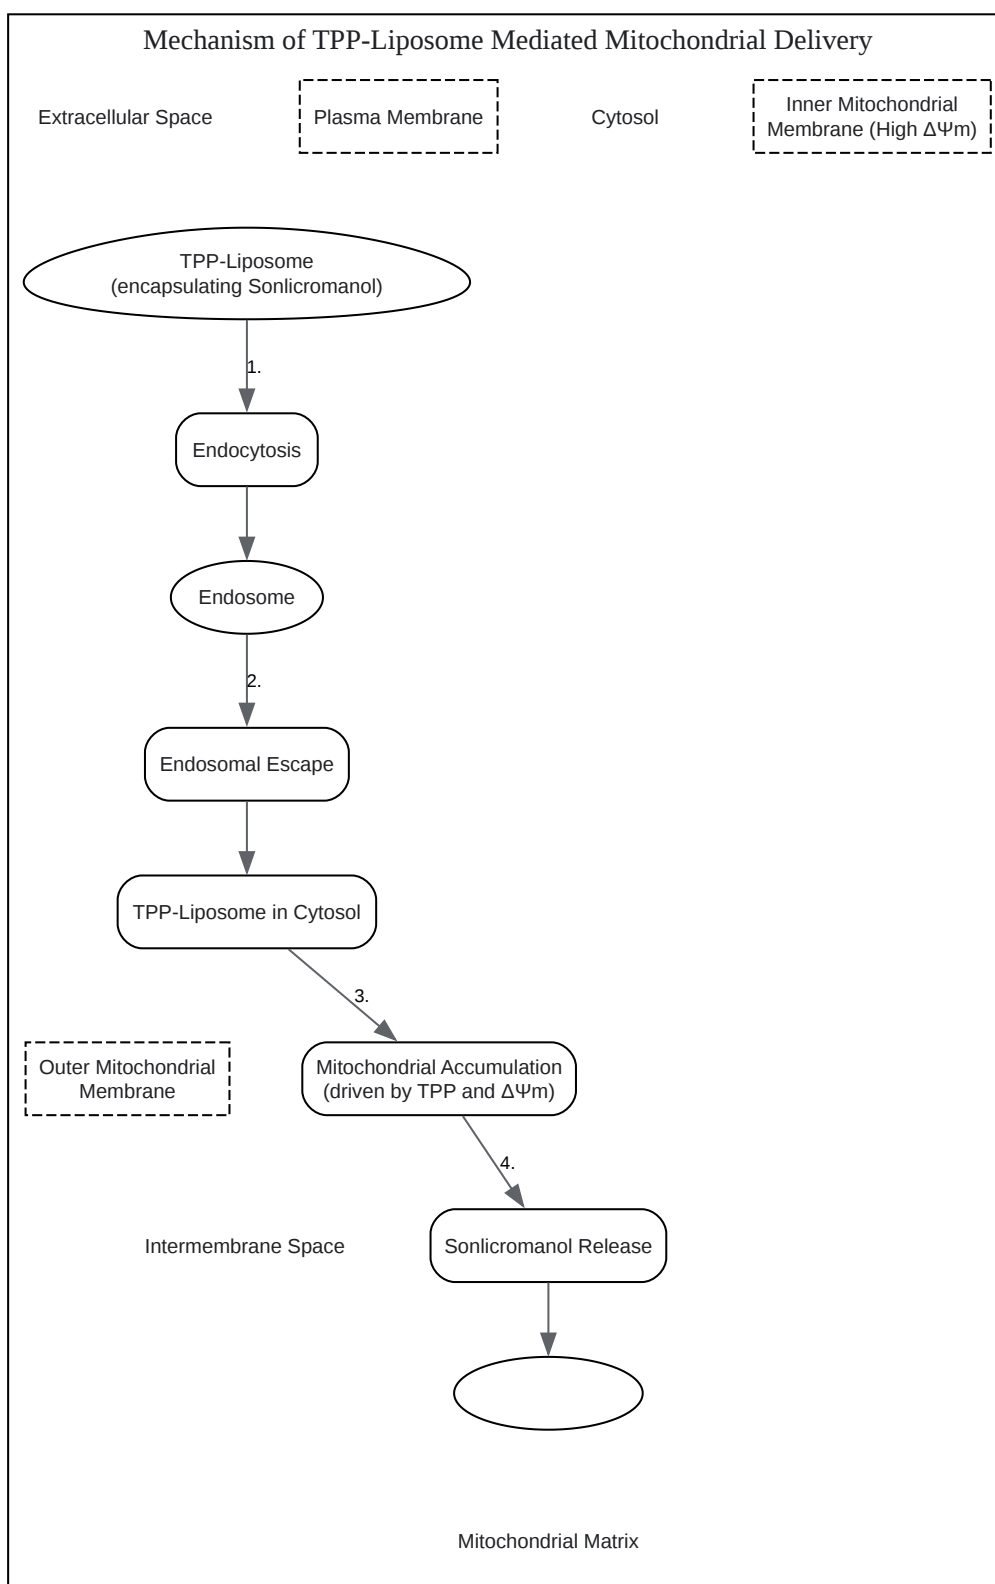 Mechanism of TPP-Liposome Mediated Mitochondrial Delivery
Extracellular Space
Plasma Membrane
Cytosol
Inner Mitochondrial
Membrane (High ΔΨm)
TPP-Liposome
(encapsulating Sonlicromanol)
1.
Endocytosis
Endosome
2.
Endosomal Escape
TPP-Liposome in Cytosol
3.
Outer Mitochondrial
Membrane
Mitochondrial Accumulation
(driven by TPP and ΔΨm)
4.
Intermembrane Space
Sonlicromanol Release
Mitochondrial Matrix